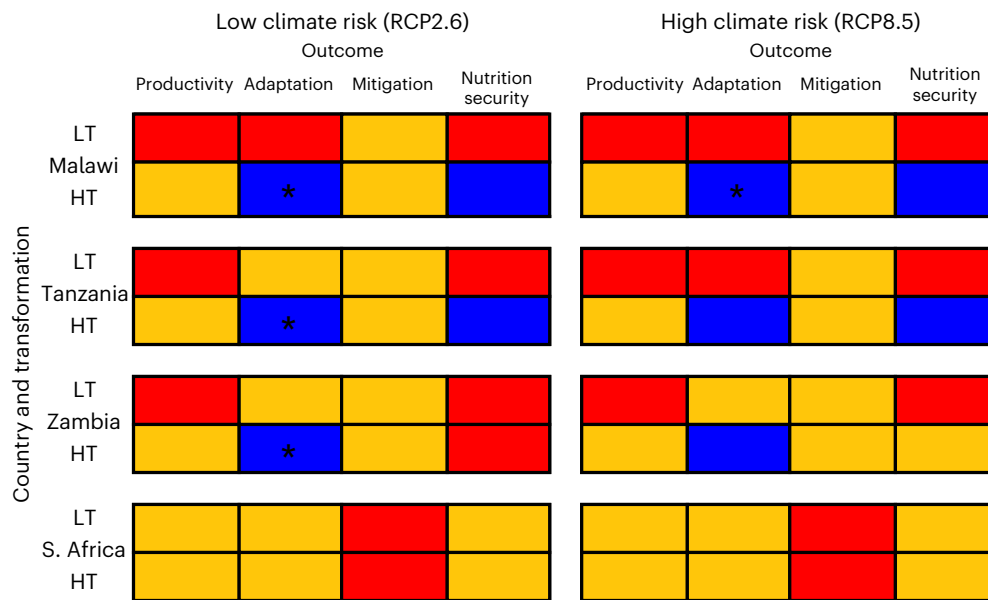 Low climate risk (RCP2.6)
High climate risk (RCP8.5)
Outcome
Outcome
Productivity Adaptation Mitigation Nutrition security
Productivity Adaptation Mitigation Nutrition security
Country and transformation
LT
Malawi
HT
*
*
LT
Tanzania
HT
*
LT
Zambia
HT
*
LT
S. Africa
HT